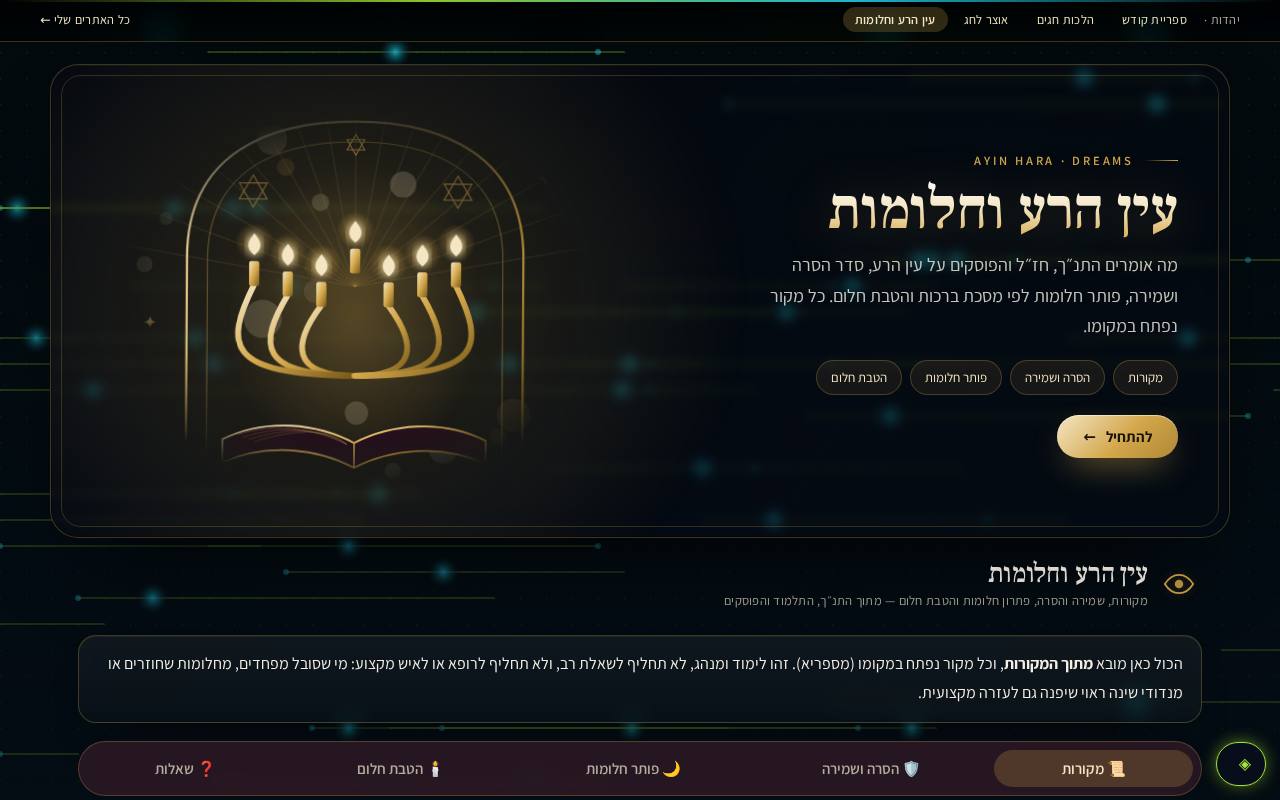 יהדות ·
ספריית קודש
הלכות חגים
אוצר לחג
עין הרע וחלומות
כל האתרים שלי ←
AYIN HARA · DREAMS
עין הרע וחלומות
מה אומרים התנ״ך, חז״ל והפוסקים על עין הרע, סדר הסרה
ושמירה, פותר חלומות לפי מסכת ברכות והטבת חלום. כל מקור
נפתח במקומו.
מקורות
הסרה ושמירה
פותר חלומות
הטבת חלום
להתחיל ←
עין הרע וחלומות
מקורות, שמירה והסרה, פתרון חלומות והטבת חלום — מתוך התנ״ך, התלמוד והפוסקים
הכול כאן מובא מתוך המקורות, וכל מקור נפתח במקומו (מספריא). זהו לימוד ומנהג, לא תחליף לשאלת רב, ולא תחליף לרופא או לאיש מקצוע: מי שסובל מפחדים, מחלומות שחוזרים או
מנדודי שינה ראוי שיפנה גם לעזרה מקצועית.
📜 מקורות
🛡️ הסרה ושמירה
🌙 פותר חלומות
🕯️ הטבת חלום
❓ שאלות